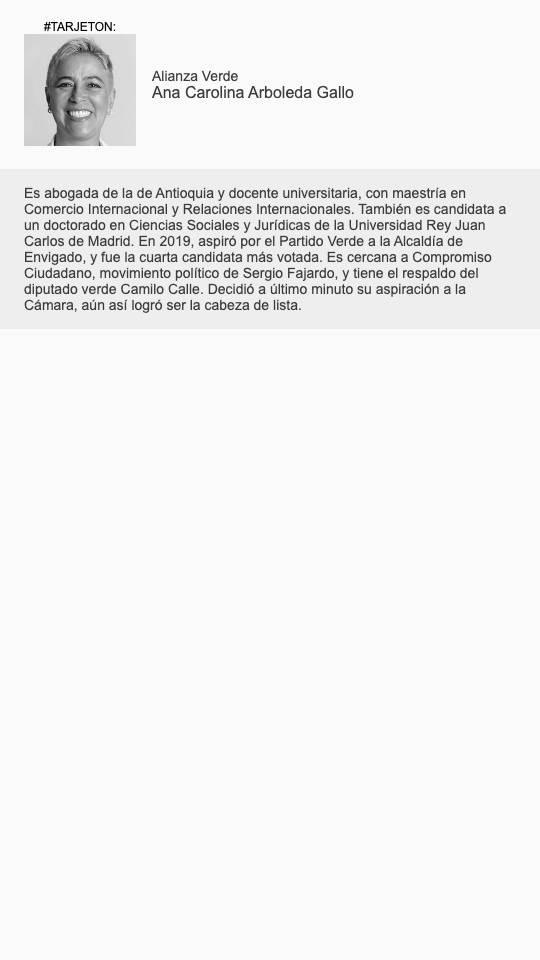 #TARJETON:
Alianza Verde
Ana Carolina Arboleda Gallo
Es abogada de la de Antioquia y docente universitaria, con maestría en
Comercio Internacional y Relaciones Internacionales. También es candidata a
un doctorado en Ciencias Sociales y Jurídicas de la Universidad Rey Juan
Carlos de Madrid. En 2019, aspiró por el Partido Verde a la Alcaldía de
Envigado, y fue la cuarta candidata más votada. Es cercana a Compromiso
Ciudadano, movimiento político de Sergio Fajardo, y tiene el respaldo del
diputado verde Camilo Calle. Decidió a último minuto su aspiración a la
Cámara, aún así logró ser la cabeza de lista.